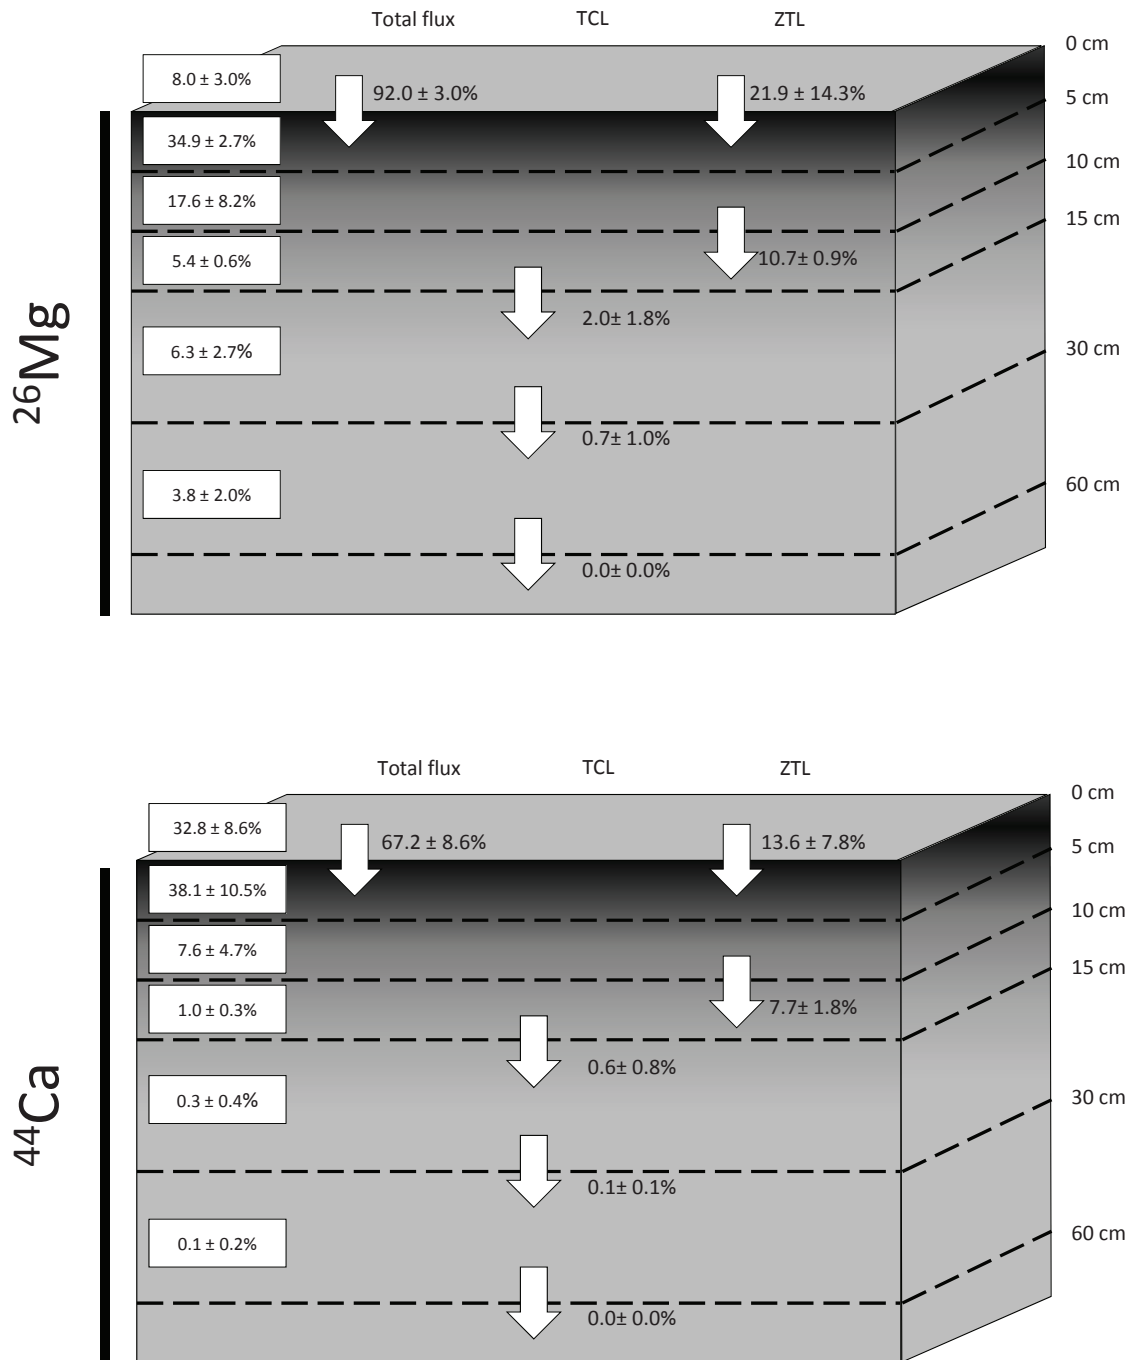 Total flux TCL ZTL
0 cm
8.0 ± 3.0%
92.0 ± 3.0% 21.9 ± 14.3%
5 cm
34.9 ± 2.7%
10 cm
17.6 ± 8.2%
15 cm
5.4 ± 0.6%
10.7± 0.9%
2.0± 1.8%
26Mg
6.3 ± 2.7%
30 cm
0.7± 1.0%
3.8 ± 2.0%
60 cm
0.0± 0.0%
Total flux TCL ZTL
0 cm
32.8 ± 8.6%
67.2 ± 8.6% 13.6 ± 7.8%
5 cm
38.1 ± 10.5%
10 cm
7.6 ± 4.7%
15 cm
1.0 ± 0.3%
7.7± 1.8%
0.6± 0.8%
44Ca
0.3 ± 0.4%
30 cm
0.1± 0.1%
0.1 ± 0.2%
60 cm
0.0± 0.0%